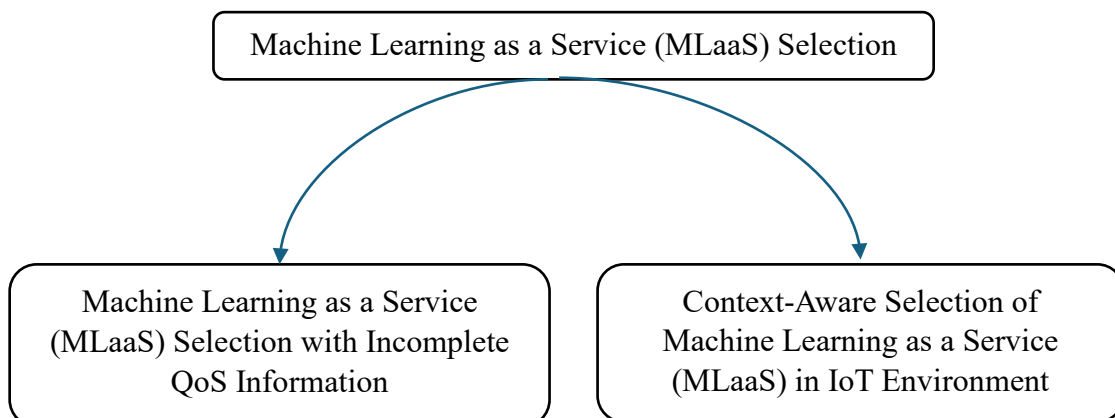 Machine Learning as a Service (MLaaS) Selection
Machine Learning as a Service
(MLaaS) Selection with Incomplete
QoS Information
Context-Aware Selection of
Machine Learning as a Service
(MLaaS) in IoT Environment